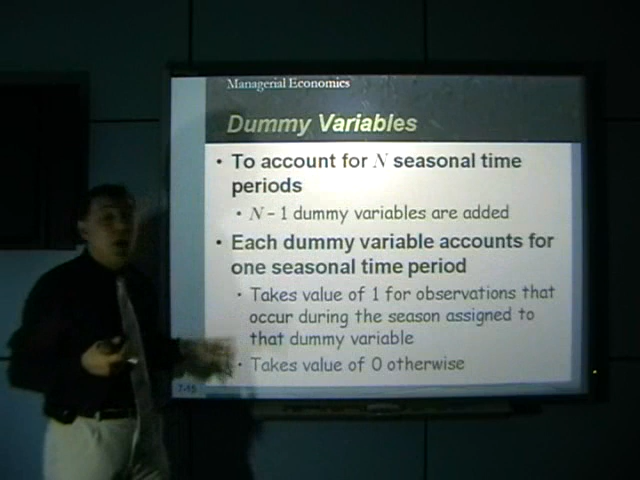 Managerial Economics
Dummy Variables
• To account for N seasonal time
periods
• N – 1 dummy variables are added
• Each dummy variable accounts for
one seasonal time period
• Takes value of 1 for observations that
occur during the season assigned to
that dummy variable
• Takes value of 0 otherwise